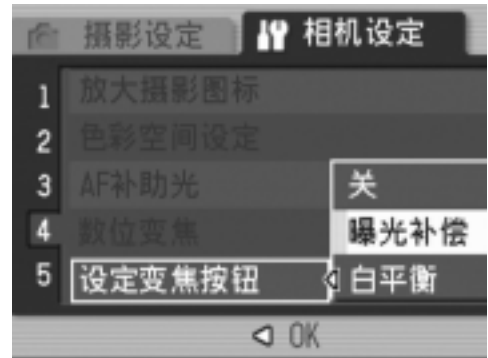 摄影设定 相机设定
1 放大摄影图标
2 色彩空间设定
3 AF补助光 关
4 数位变焦 曝光补偿
5 设定变焦按钮 白平衡
OK